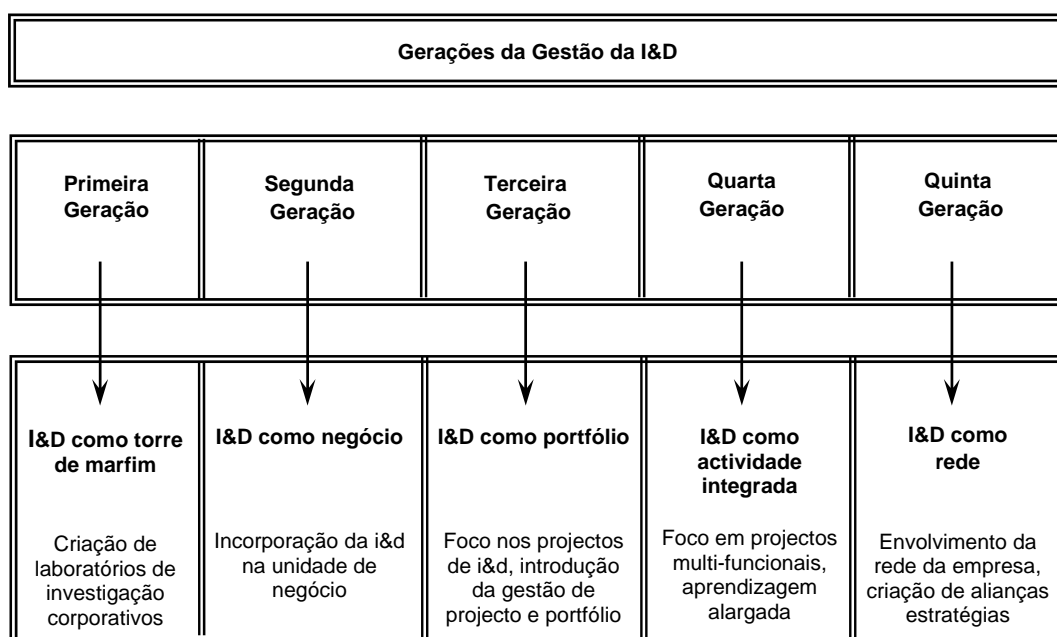 Gerações da Gestão da I&D
Primeira
Geração
Segunda
Geração
Terceira
Geração
Quarta
Geração
Quinta
Geração
I&D como torre
de marfim
I&D como negócio
I&D como portfólio
I&D como
actividade
integrada
I&D como
rede
Criação de
laboratórios de
investigação
corporativos
Incorporação da i&d
na unidade de
negócio
Foco nos projectos
de i&d, introdução
da gestão de
projecto e portfólio
Foco em projectos
multi-funcionais,
aprendizagem
alargada
Envolvimento da
rede da empresa,
criação de alianças
estratégias